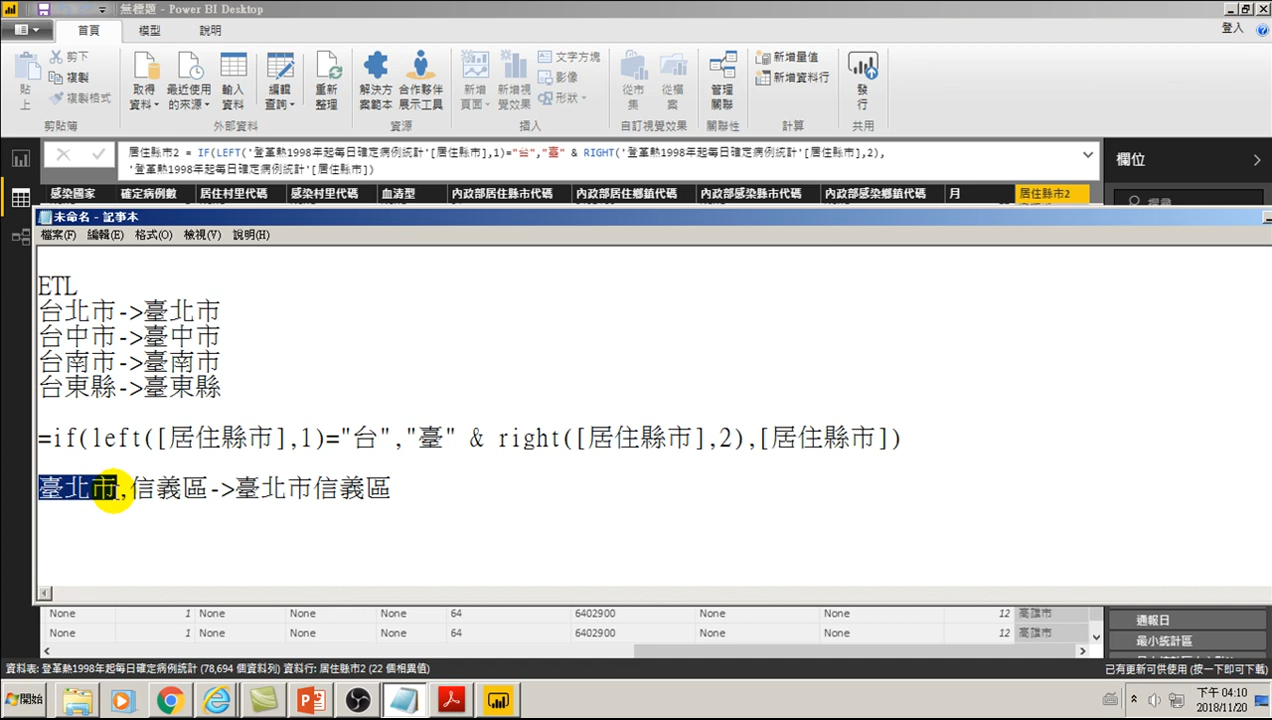 無標題 - Power BI Desktop
首頁 模型 說明 登入
貼上 剪下 複製 複製格式 剪貼簿
取得資料 最近使用的來源 輸入資料 編輯查詢 重新整理 外部資料
解決方案範本 合作夥伴展示工具 資源
新增頁面 新增視覺效果 文字方塊 影像 形狀 插入
從市集 從檔案 自訂視覺效果
管理關聯 關聯性
新增量值 新增資料行 計算
發行 共用
居住縣市2 = IF(LEFT('登革熱1998年起每日確定病例統計'[居住縣市],1)="台","臺" & RIGHT('登革熱1998年起每日確定病例統計'[居住縣市],2),
'登革熱1998年起每日確定病例統計'[居住縣市])
欄位
搜尋
感染國家 確定病例數 居住村里代碼 感染村里代碼 血清型 內政部居住縣市代碼 內政部居住鄉鎮代碼 內政部感染縣市代碼 內政部感染鄉鎮代碼 月 居住縣市2
未命名 - 記事本
檔案(F) 編輯(E) 格式(O) 檢視(V) 說明(H)
ETL
台北市->臺北市
台中市->臺中市
台南市->臺南市
台東縣->臺東縣
=if(left([居住縣市],1)="台","臺" & right([居住縣市],2),[居住縣市])
臺北市,信義區->臺北市信義區
None 1 None None None 64 6402900 None None 12 高雄市
None 1 None None None 64 6402900 None None 12 高雄市
通報日
最小統計區
資料表: 登革熱1998年起每日確定病例統計 (78,694 個資料列) 資料行: 居住縣市2 (22 個相異值)
已有更新可供使用 (按一下即可下載)
開始
下午 04:10
2018/11/20